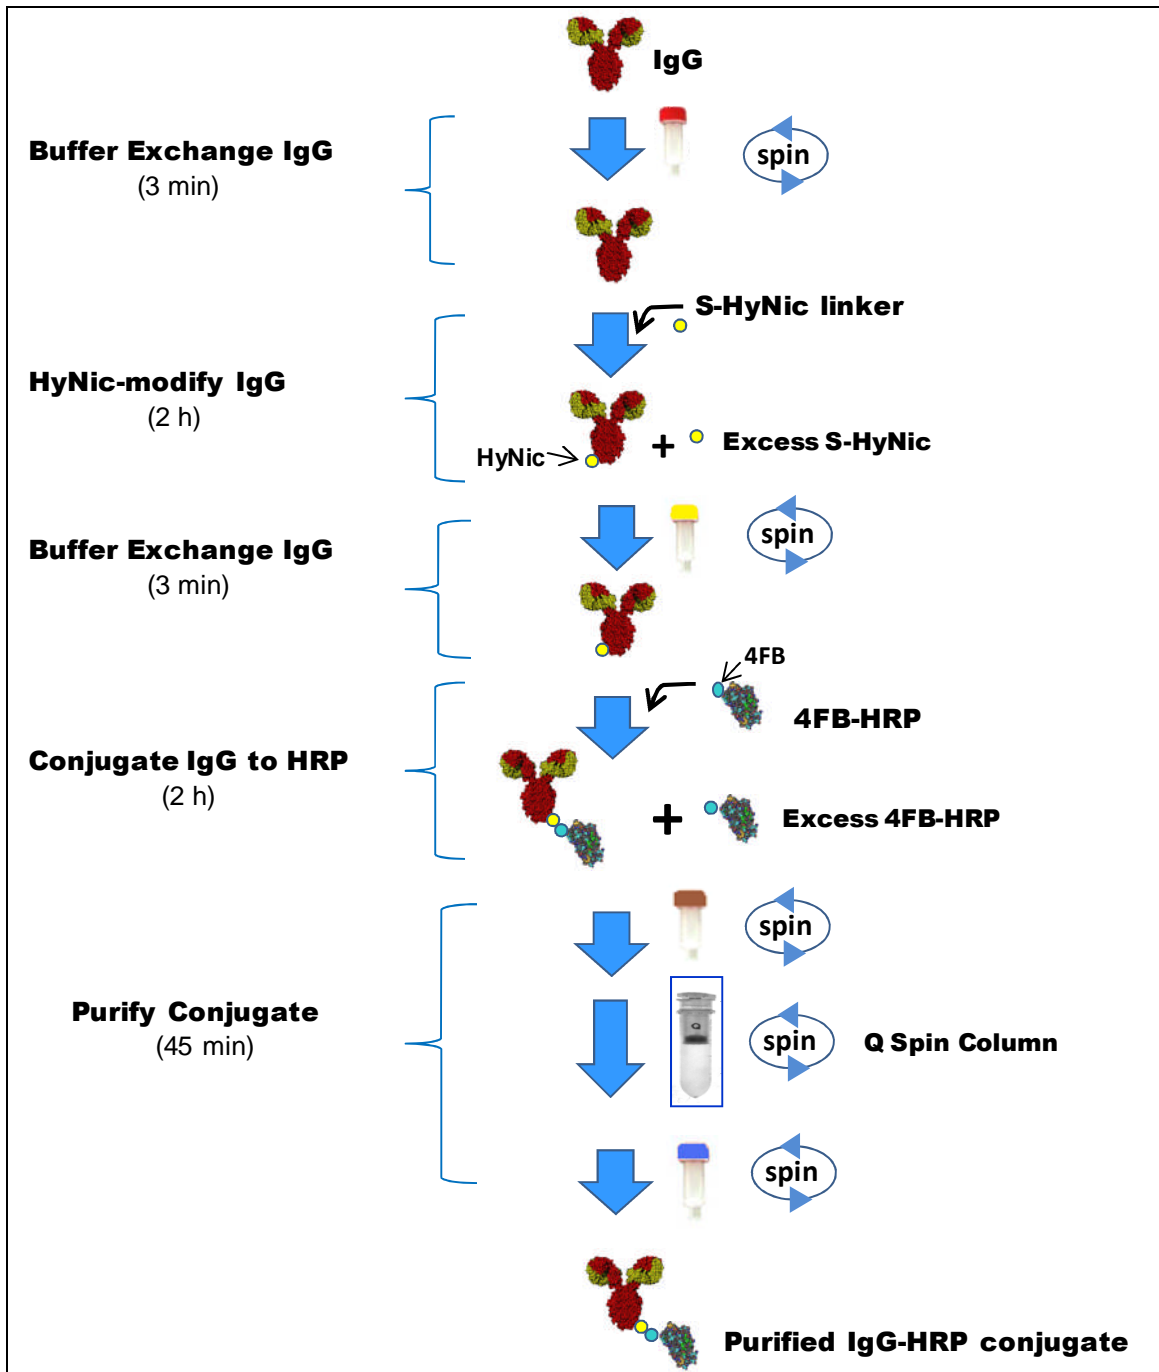 IgG
Buffer Exchange IgG
(3 min)
spin
S-HyNic linker
HyNic-modify IgG
(2 h)
HyNic
+
Excess S-HyNic
Buffer Exchange IgG
(3 min)
spin
4FB
4FB-HRP
Conjugate IgG to HRP
(2 h)
+
Excess 4FB-HRP
spin
Purify Conjugate
(45 min)
Q
spin
Q Spin Column
spin
Purified IgG-HRP conjugate